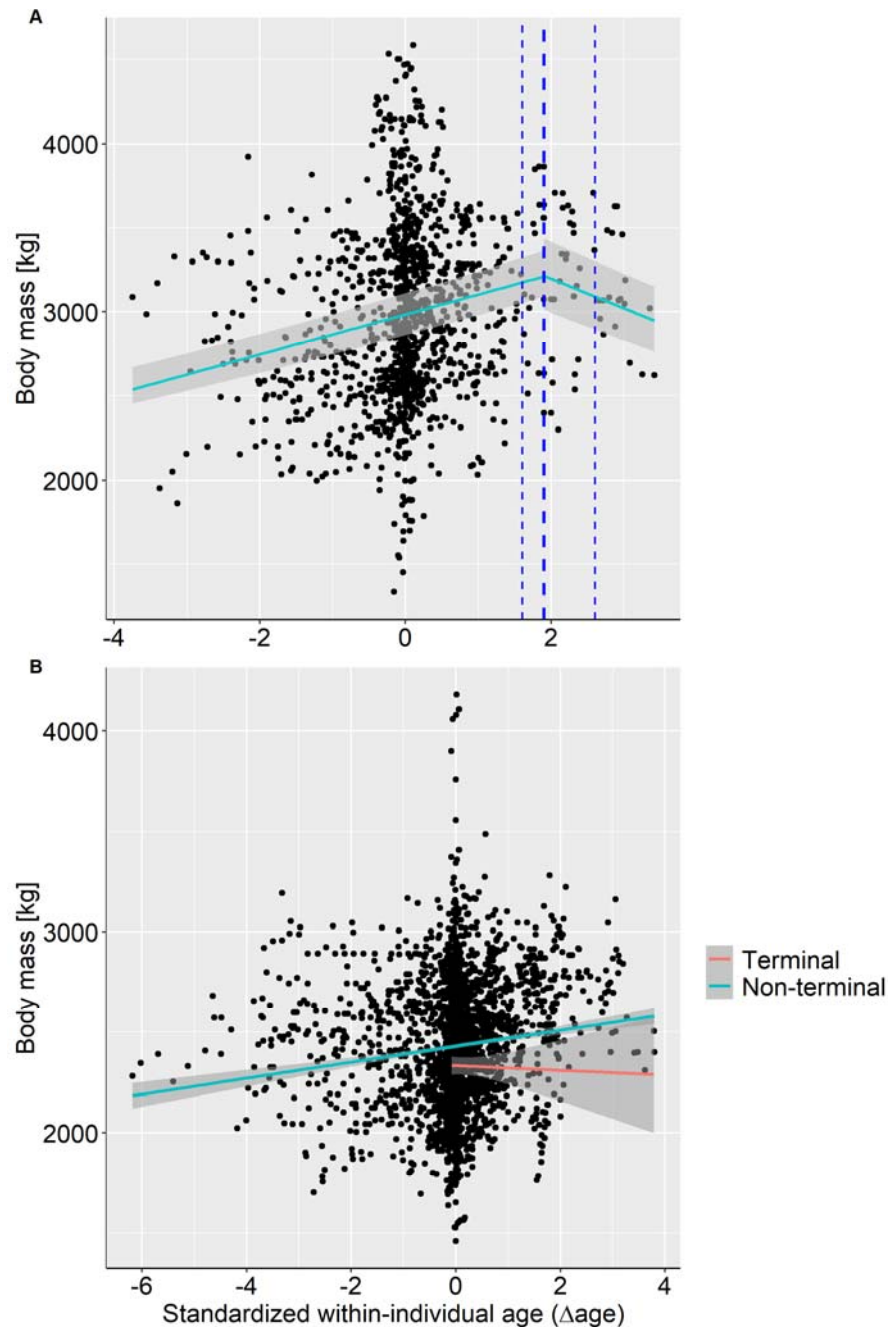 A
4000
3000
2000
Body mass [kg]
-4
-2
0
2
B
4000
3000
2000
Body mass [kg]
-6
-4
-2
0
2
4
Standardized within-individual age (Δage)
Terminal
Non-terminal